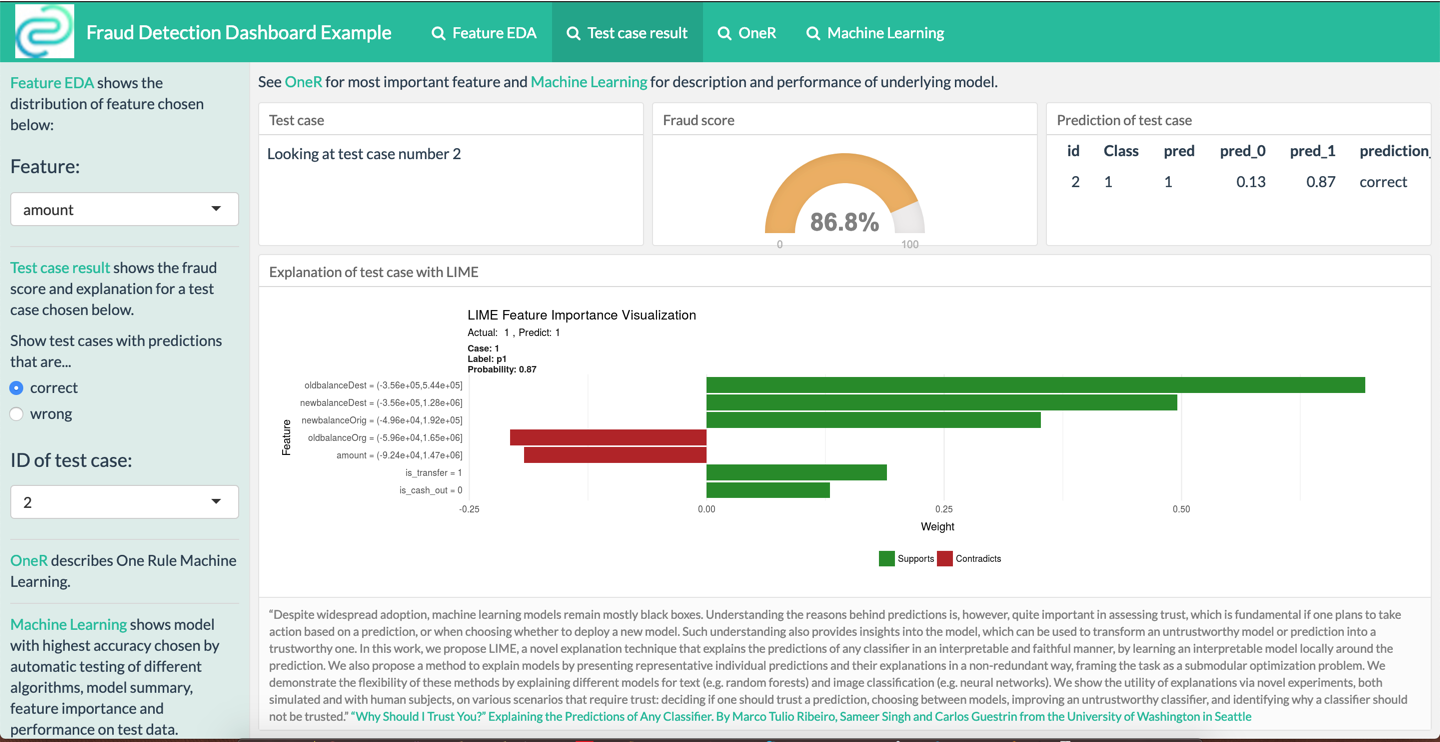 Fraud Detection Dashboard Example
Feature EDA
Test case result
OneR
Machine Learning
Feature EDA shows the
distribution of feature chosen
below:
Feature:
amount
Test case result shows the fraud
score and explanation for a test
case chosen below.
Show test cases with predictions
that are...
correct
wrong
ID of test case:
2
OneR describes One Rule Machine
Learning.
Machine Learning shows model
with highest accuracy chosen by
automatic testing of different
algorithms, model summary,
feature importance and
performance on test data.
See OneR for most important feature and Machine Learning for description and performance of underlying model.
Test case
Looking at test case number 2
Fraud score
86.8%
0 100
Prediction of test case
id Class pred pred_0 pred_1 prediction_
2 1 1 0.13 0.87 correct
Explanation of test case with LIME
LIME Feature Importance Visualization
Actual: 1 , Predict: 1
Case: 1
Label: p1
Probability: 0.87
Feature
oldbalanceDest = (-3.56e+05,5.44e+05]
newbalanceDest = (-3.56e+05,1.28e+06]
newbalanceOrig = (-4.96e+04,1.92e+05]
oldbalanceOrg = (-5.96e+04,1.65e+06]
amount = (-9.24e+04,1.47e+06]
is_transfer = 1
is_cash_out = 0
-0.25 0.00 0.25 0.50
Weight
Supports Contradicts
“Despite widespread adoption, machine learning models remain mostly black boxes. Understanding the reasons behind predictions is, however, quite important in assessing trust, which is fundamental if one plans to take
action based on a prediction, or when choosing whether to deploy a new model. Such understanding also provides insights into the model, which can be used to transform an untrustworthy model or prediction into a
trustworthy one. In this work, we propose LIME, a novel explanation technique that explains the predictions of any classifier in an interpretable and faithful manner, by learning an interpretable model locally around the
prediction. We also propose a method to explain models by presenting representative individual predictions and their explanations in a non-redundant way, framing the task as a submodular optimization problem. We
demonstrate the flexibility of these methods by explaining different models for text (e.g. random forests) and image classification (e.g. neural networks). We show the utility of explanations via novel experiments, both
simulated and with human subjects, on various scenarios that require trust: deciding if one should trust a prediction, choosing between models, improving an untrustworthy classifier, and identifying why a classifier should
not be trusted.” “Why Should I Trust You?” Explaining the Predictions of Any Classifier. By Marco Tulio Ribeiro, Sameer Singh and Carlos Guestrin from the University of Washington in Seattle